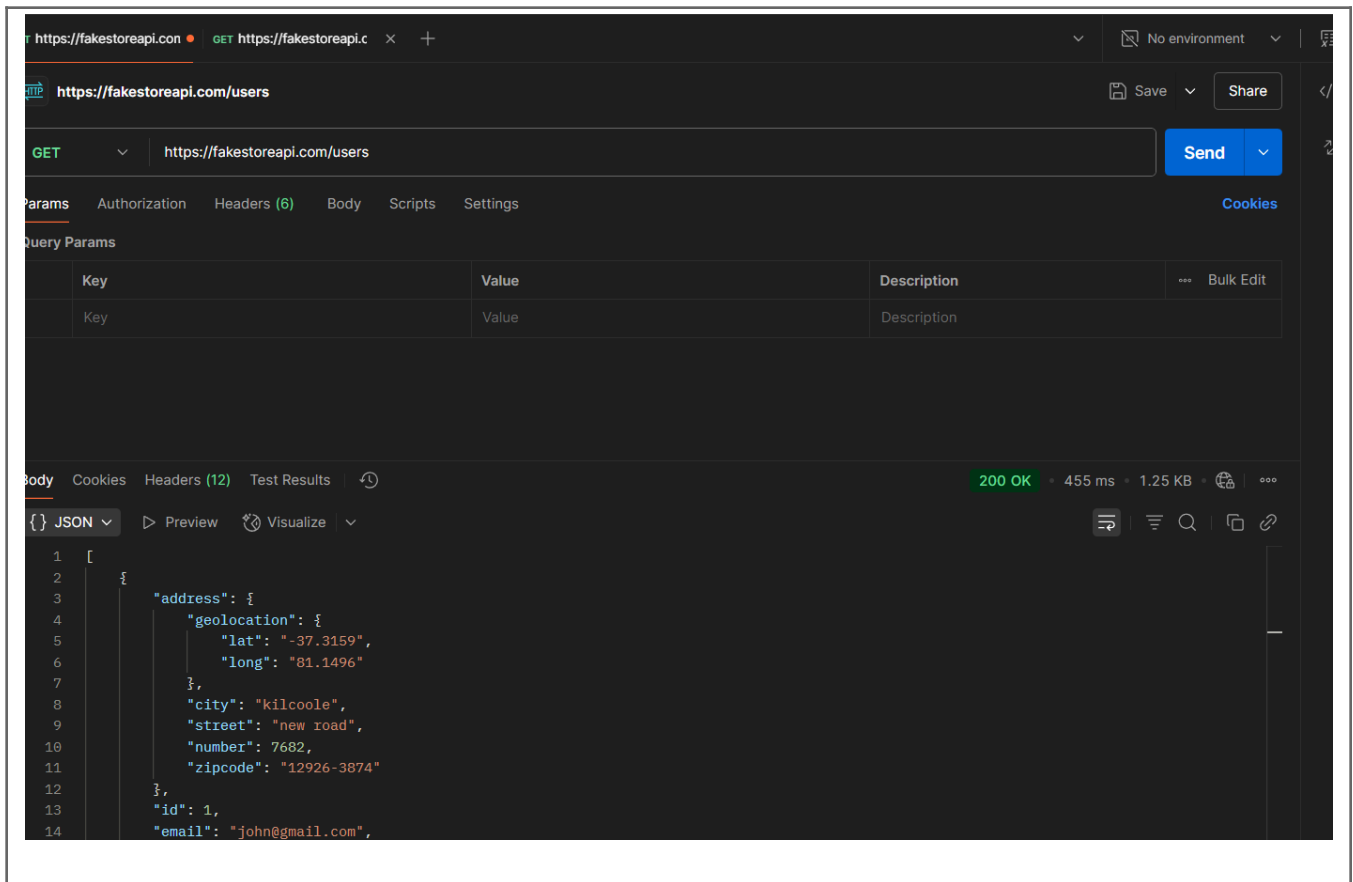 T https://fakestoreapi.con GET https://fakestoreapi.c × + No environment
HTTP https://fakestoreapi.com/users Save Share </
GET https://fakestoreapi.com/users Send
Params Authorization Headers (6) Body Scripts Settings Cookies
Query Params
Key Value Description ••• Bulk Edit
Key Value Description
Body Cookies Headers (12) Test Results 200 OK • 455 ms • 1.25 KB •••
{} JSON Preview Visualize
1 [
2 {
3 "address": {
4 "geolocation": {
5 "lat": "-37.3159",
6 "long": "81.1496"
7 },
8 "city": "kilcoole",
9 "street": "new road",
10 "number": 7682,
11 "zipcode": "12926-3874"
12 },
13 "id": 1,
14 "email": "john@gmail.com",